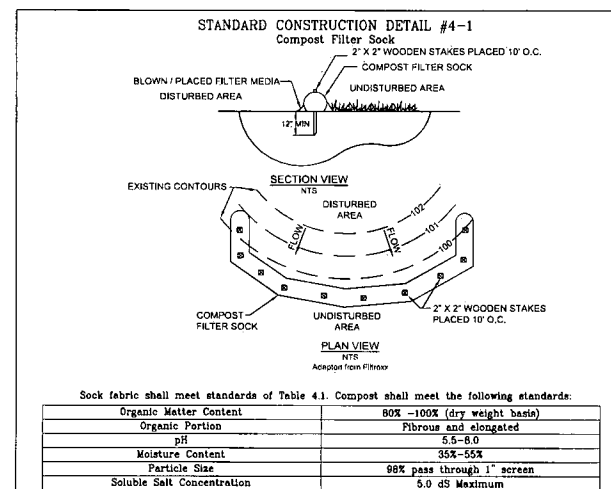 STANDARD CONSTRUCTION DETAIL #4-1
Compost Filter Sock
2" X 2" WOODEN STAKES PLACED 10' O.C.
COMPOST FILTER SOCK
BLOWN / PLACED FILTER MEDIA
UNDISTURBED AREA
DISTURBED AREA
12" MIN
SECTION VIEW
NTS
EXISTING CONTOURS
DISTURBED
AREA
102
101
100
FLOW
FLOW
COMPOST
FILTER SOCK
UNDISTURBED
AREA
2" X 2" WOODEN STAKES
PLACED 10' O.C.
PLAN VIEW
NTS
Adapted from Filtrexx
Sock fabric shall meet standards of Table 4.1. Compost shall meet the following standards:
Organic Matter Content 80% -100% (dry weight basis)
Organic Portion Fibrous and elongated
pH 5.5-8.0
Moisture Content 35%-55%
Particle Size 98% pass through 1" screen
Soluble Salt Concentration 5.0 dS Maximum